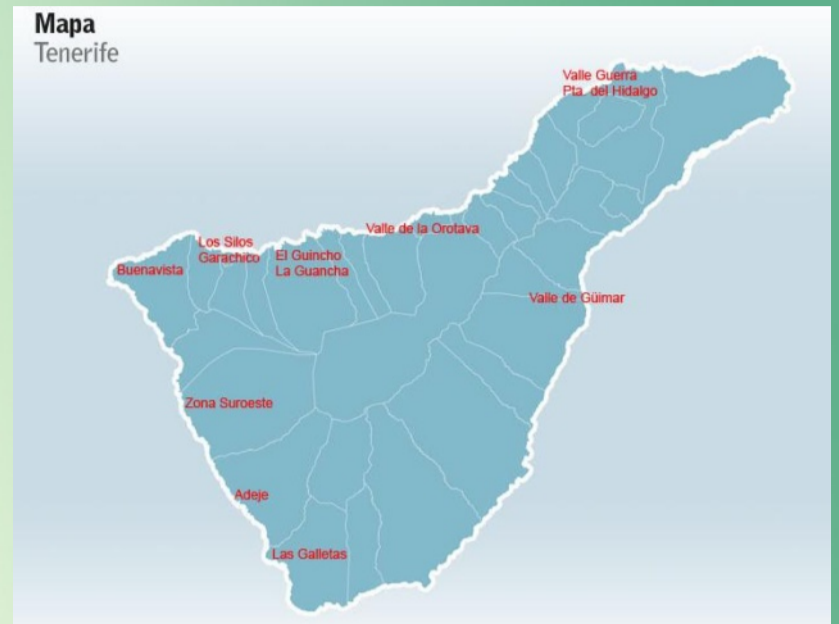 Mapa
Tenerife
Valle Guerra
Pta. del Hidalgo
Valle de la Orotava
Los Silos
Garachico
El Guincho
La Guancha
Buenavista
Valle de Güimar
Zona Suroeste
Adeje
Las Galletas